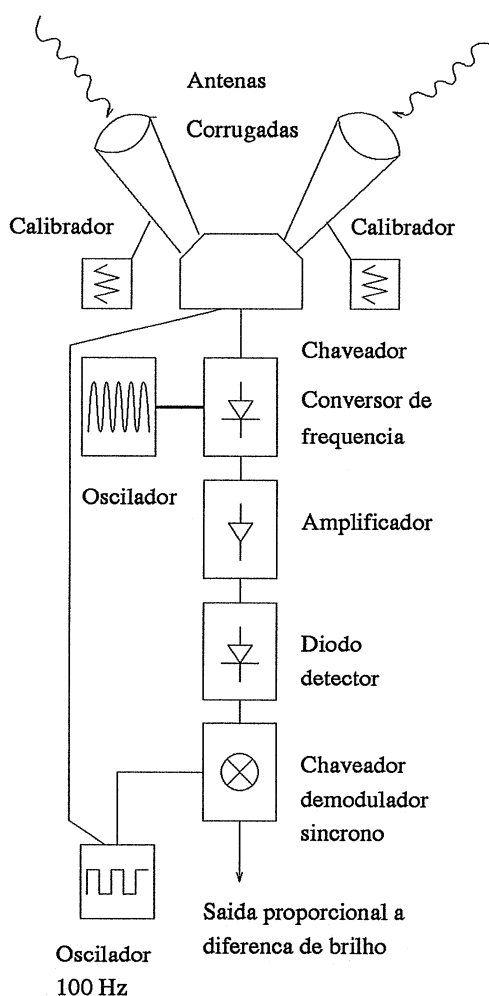 Antenas
Corrugadas
Calibrador
Calibrador
Chaveador
Conversor de
frequencia
Oscilador
Amplificador
Diodo
detector
Chaveador
demodulador
sincrono
Saida proporcional a
diferenca de brilho
Oscilador
100 Hz